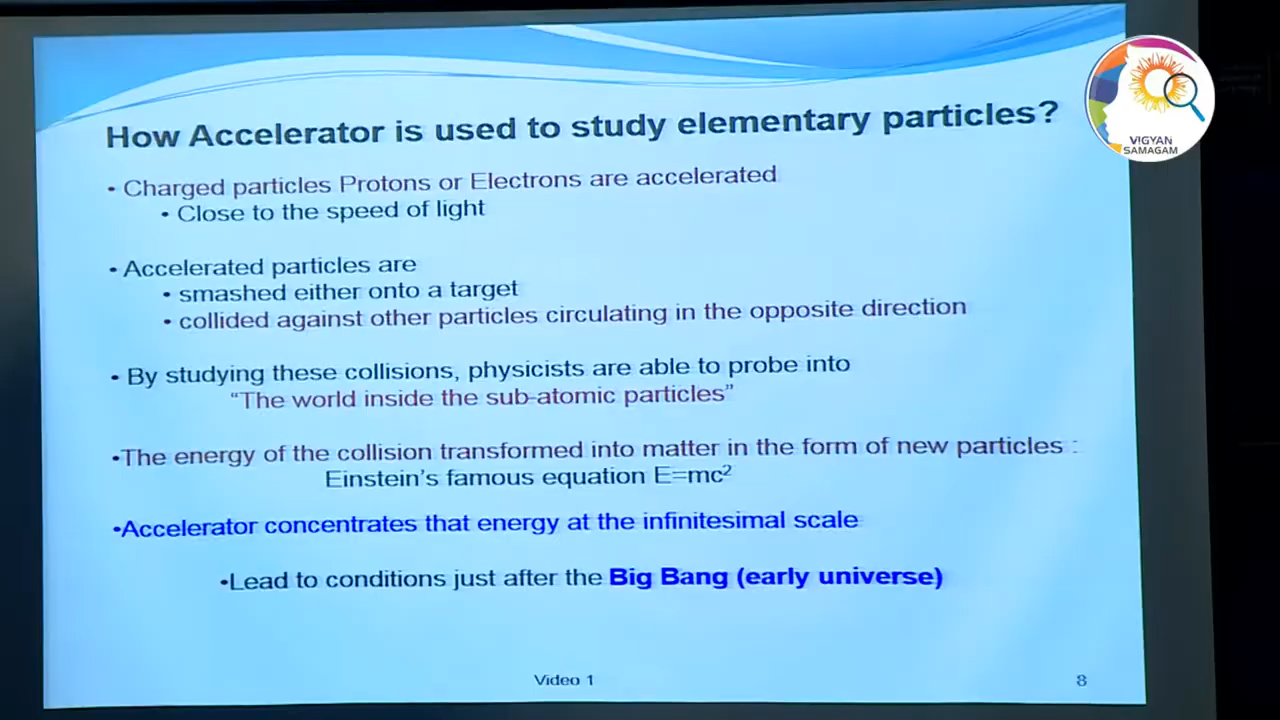 How Accelerator is used to study elementary particles?
VIGYAN
SAMAGAM
• Charged particles Protons or Electrons are accelerated
• Close to the speed of light
• Accelerated particles are
• smashed either onto a target
• collided against other particles circulating in the opposite direction
• By studying these collisions, physicists are able to probe into
“The world inside the sub-atomic particles”
•The energy of the collision transformed into matter in the form of new particles :
Einstein’s famous equation E=mc²
•Accelerator concentrates that energy at the infinitesimal scale
•Lead to conditions just after the Big Bang (early universe)
Video 1
8